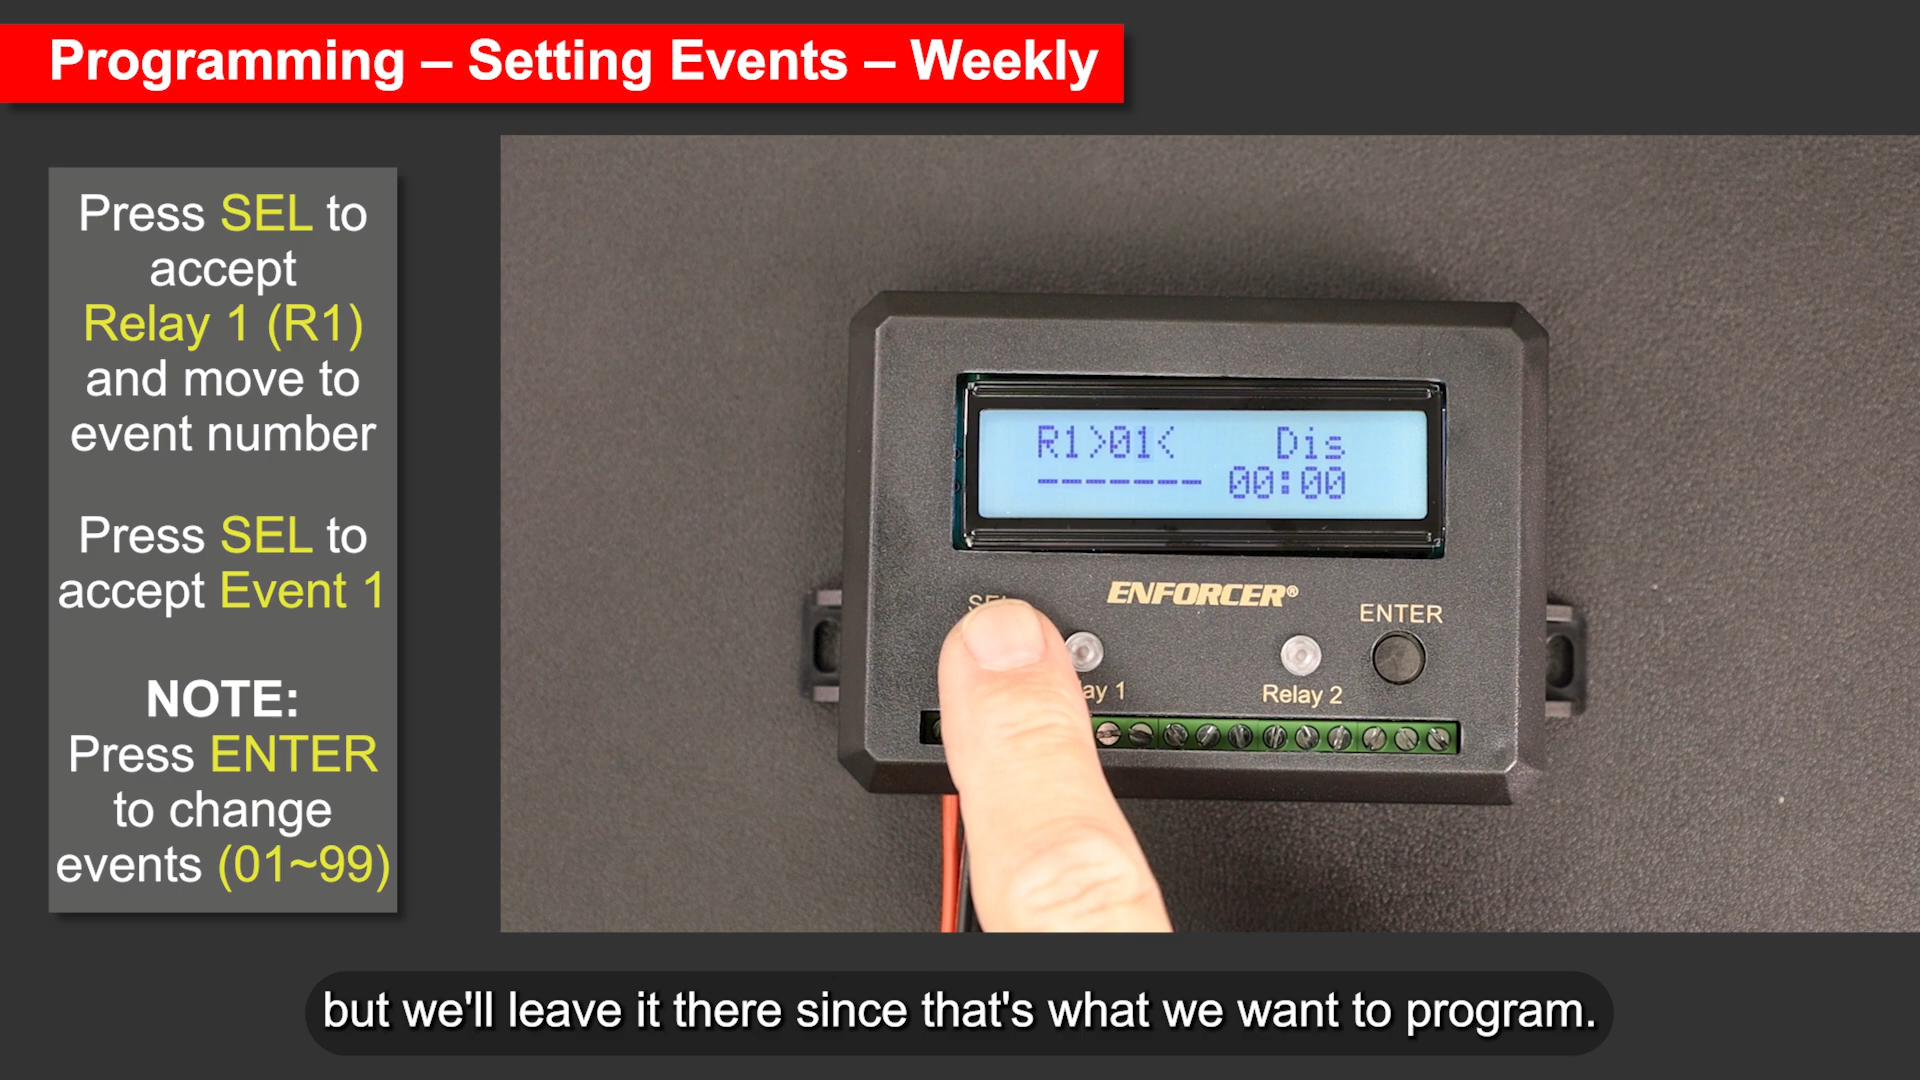 Programming – Setting Events – Weekly
Press SEL to
accept
Relay 1 (R1)
and move to
event number
Press SEL to
accept Event 1
NOTE:
Press ENTER
to change
events (01~99)
R1>01< Dis
------- 00:00
ENFORCER®
ENTER
Relay 2
but we'll leave it there since that's what we want to program.